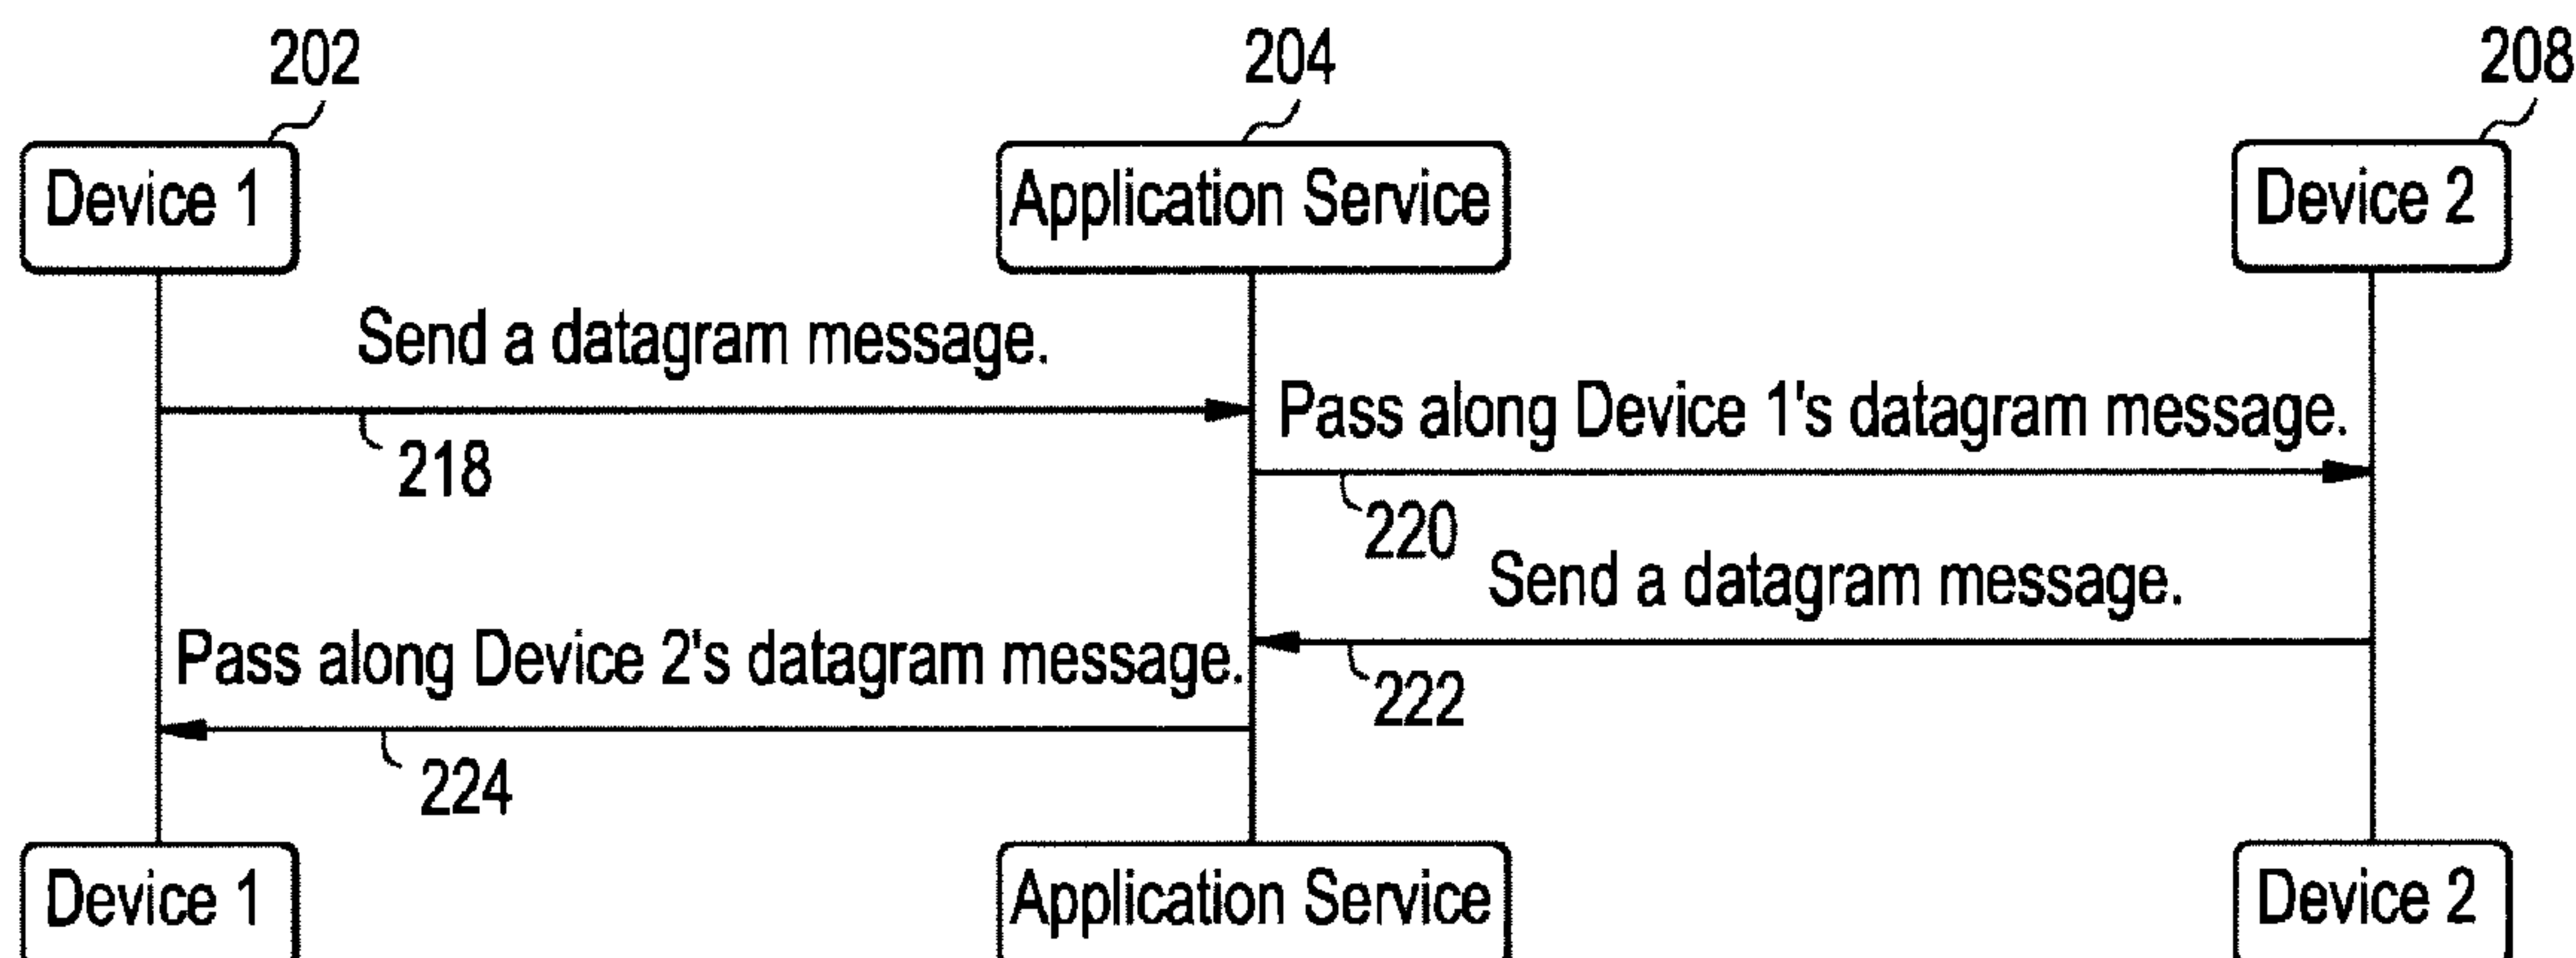 202
204
208
Device 1
Application Service
Device 2
Send a datagram message.
218
Pass along Device 1's datagram message.
220
Send a datagram message.
222
Pass along Device 2's datagram message.
224
Device 1
Application Service
Device 2